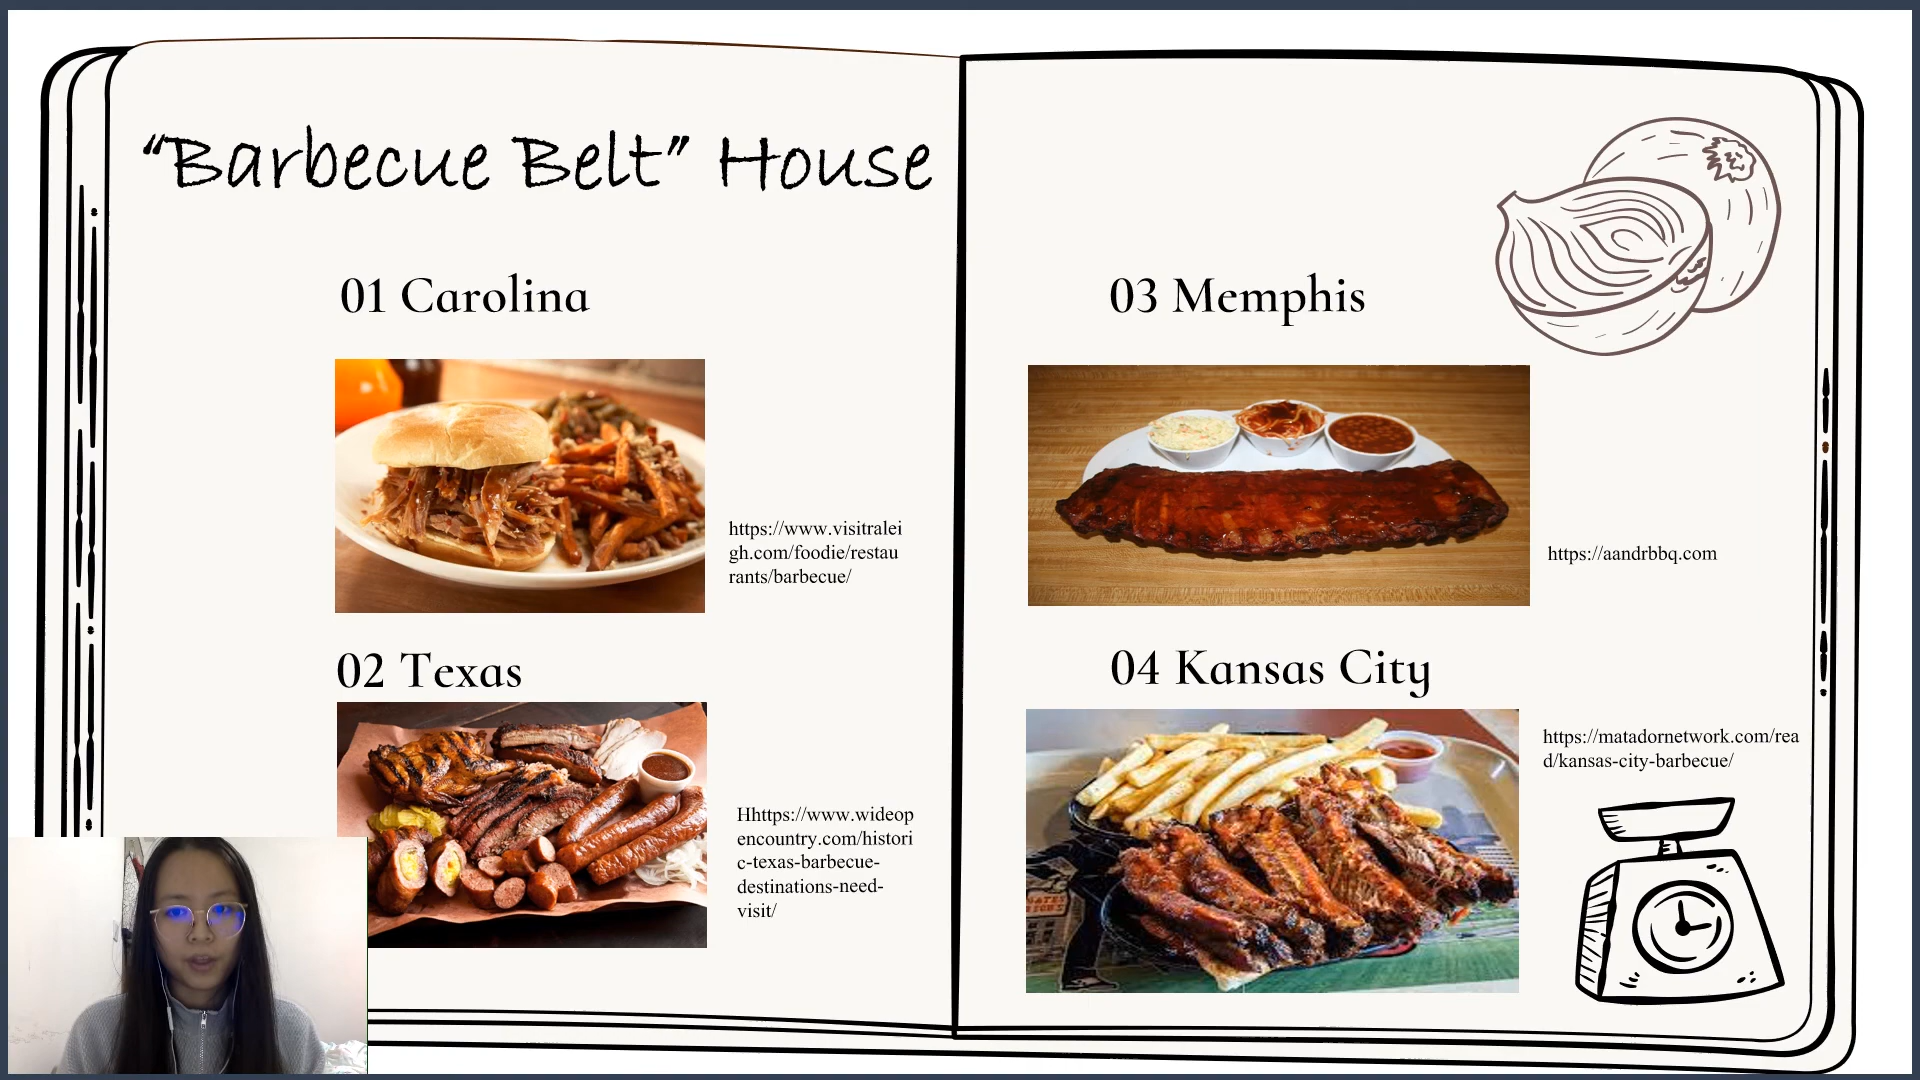 “Barbecue Belt” House
01 Carolina
https://www.visitralei
gh.com/foodie/restau
rants/barbecue/
02 Texas
Hhttps://www.wideop
encountry.com/histori
c-texas-barbecue-
destinations-need-
visit/
03 Memphis
https://aandrbbq.com
04 Kansas City
https://matadornetwork.com/rea
d/kansas-city-barbecue/